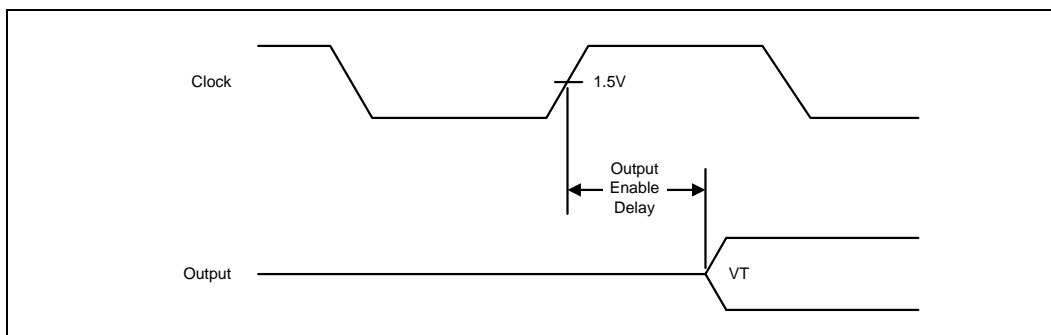 Clock
1.5V
Output
Enable
Delay
Output
VT